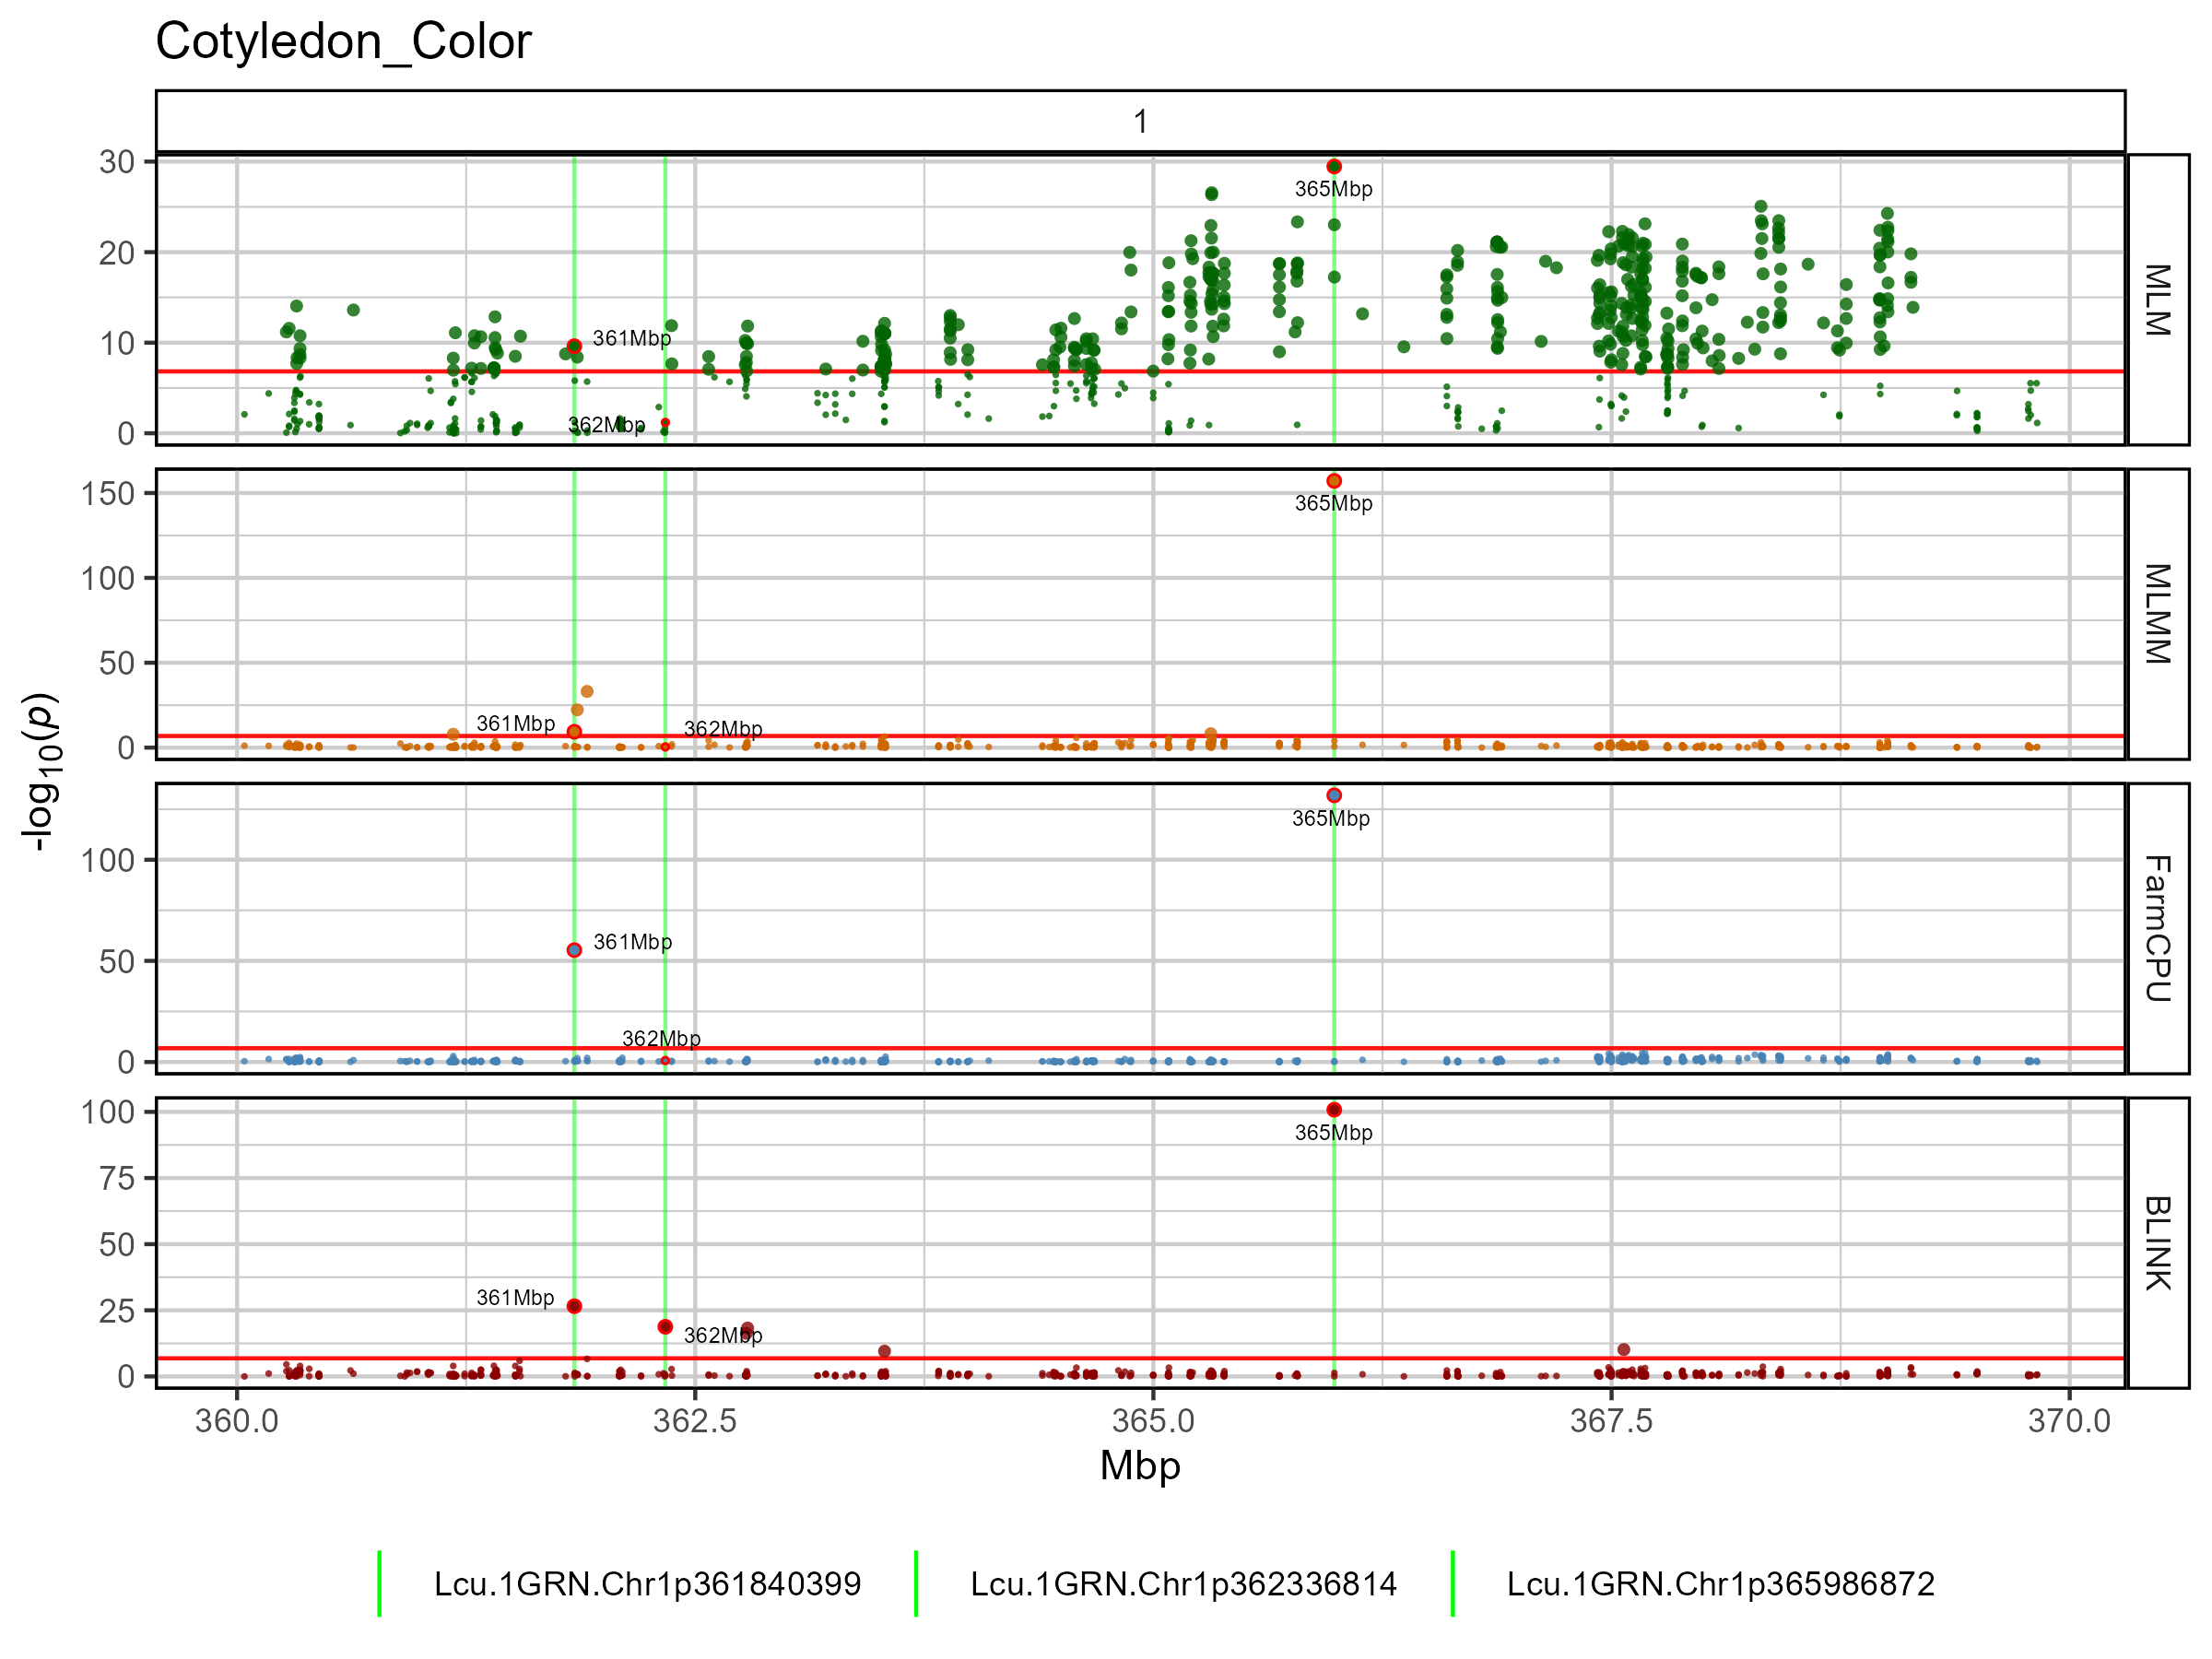 Cotyledon_Color
1
30
20
10
0
365Mbp
361Mbp
362Mbp
MLM
150
100
50
0
365Mbp
361Mbp
362Mbp
MLMM
100
50
0
365Mbp
361Mbp
362Mbp
FarmCPU
100
75
50
25
0
365Mbp
361Mbp
362Mbp
BLINK
-log10(p)
360.0 362.5 365.0 367.5 370.0
Mbp
Lcu.1GRN.Chr1p361840399 Lcu.1GRN.Chr1p362336814 Lcu.1GRN.Chr1p365986872